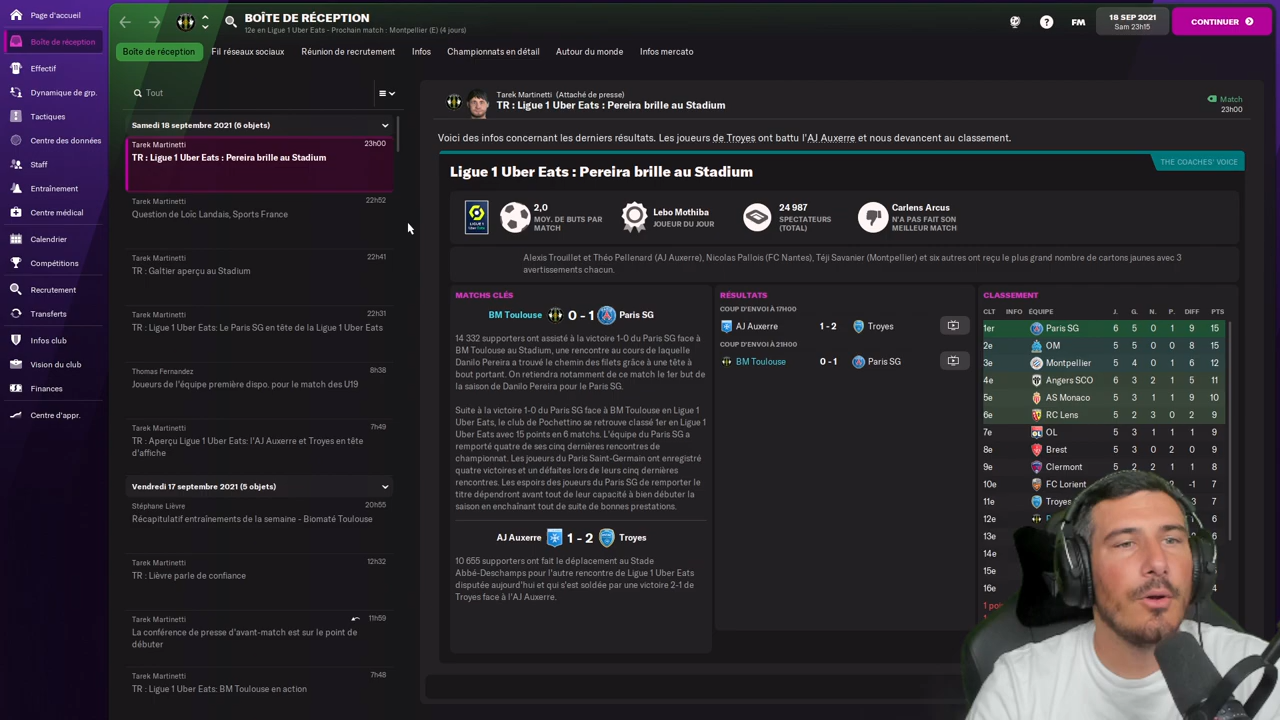 Page d'accueil
Boîte de réception
Effectif
Dynamique de grp.
Tactiques
Centre des données
Staff
Entraînement
Centre médical
Calendrier
Compétitions
Recrutement
Transferts
Infos club
Vision du club
Finances
Centre d'appr.
BOÎTE DE RÉCEPTION
12e en Ligue 1 Uber Eats - Prochain match : Montpellier (E) (4 jours)
FM
18 SEP 2021
Sam 23h15
CONTINUER
Boîte de réception
Fil réseaux sociaux
Réunion de recrutement
Infos
Championnats en détail
Autour du monde
Infos mercato
Tout
Samedi 18 septembre 2021 (6 objets)
Tarek Martinetti 23h00
TR : Ligue 1 Uber Eats : Pereira brille au Stadium
Tarek Martinetti 22h52
Question de Loïc Landais, Sports France
Tarek Martinetti 22h41
TR : Galtier aperçu au Stadium
Tarek Martinetti 22h31
TR : Ligue 1 Uber Eats: Le Paris SG en tête de la Ligue 1 Uber Eats
Thomas Fernandez 8h38
Joueurs de l'équipe première dispo. pour le match des U19
Tarek Martinetti 7h49
TR : Aperçu Ligue 1 Uber Eats: l'AJ Auxerre et Troyes en tête
d'affiche
Vendredi 17 septembre 2021 (5 objets)
Stéphane Lièvre 20h55
Récapitulatif entraînements de la semaine - Biomaté Toulouse
Tarek Martinetti 12h32
TR : Lièvre parle de confiance
Tarek Martinetti 11h59
La conférence de presse d'avant-match est sur le point de
débuter
Tarek Martinetti 7h48
TR : Ligue 1 Uber Eats: BM Toulouse en action
Tarek Martinetti (Attaché de presse)
TR : Ligue 1 Uber Eats : Pereira brille au Stadium
Match
23h00
Voici des infos concernant les derniers résultats. Les joueurs de Troyes ont battu l'AJ Auxerre et nous devancent au classement.
THE COACHES' VOICE
Ligue 1 Uber Eats : Pereira brille au Stadium
2,0
MOY. DE BUTS PAR
MATCH
Lebo Mothiba
JOUEUR DU JOUR
24 987
SPECTATEURS
(TOTAL)
Carlens Arcus
N'A PAS FAIT SON
MEILLEUR MATCH
Alexis Trouillet et Théo Pellenard (AJ Auxerre), Nicolas Pallois (FC Nantes), Téji Savanier (Montpellier) et six autres ont reçu le plus grand nombre de cartons jaunes avec 3
avertissements chacun.
MATCHS CLÉS
BM Toulouse 0 - 1 Paris SG
14 332 supporters ont assisté à la victoire 1-0 du Paris SG face à
BM Toulouse au Stadium, une rencontre au cours de laquelle
Danilo Pereira a trouvé le chemin des filets grâce à une tête à
bout portant. On retiendra notamment de ce match le 1er but de
la saison de Danilo Pereira pour le Paris SG.
Suite à la victoire 1-0 du Paris SG face à BM Toulouse en Ligue 1
Uber Eats, le club de Pochettino se retrouve classé 1er en Ligue 1
Uber Eats avec 15 points en 6 matchs. L'équipe du Paris SG a
remporté quatre de ses cinq dernières rencontres de
championnat. Les joueurs du Paris Saint-Germain ont enregistré
quatre victoires et un défaites lors de leurs cinq dernières
rencontres. Les espoirs des joueurs du Paris SG de remporter le
titre dépendront avant tout de leur capacité à bien débuter la
saison en enchaînant tout de suite de bonnes prestations.
AJ Auxerre 1 - 2 Troyes
10 655 supporters ont fait le déplacement au Stade
Abbé-Deschamps pour l'autre rencontre de Ligue 1 Uber Eats
disputée aujourd'hui et qui s'est soldée par une victoire 2-1 de
Troyes face à l'AJ Auxerre.
RÉSULTATS
COUP D'ENVOI À 17H00
AJ Auxerre 1 - 2 Troyes
COUP D'ENVOI À 21H00
BM Toulouse 0 - 1 Paris SG
CLASSEMENT
CLT INFO ÉQUIPE J. G. N. P. DIFF PTS
1er Paris SG 6 5 0 1 9 15
2e OM 5 5 0 0 8 15
3e Montpellier 5 4 0 1 6 12
4e Angers SCO 6 3 2 1 5 11
5e AS Monaco 5 3 1 1 9 10
6e RC Lens 5 2 3 0 2 9
7e OL 5 3 0 1 1 9
8e Brest 5 3 0 2 0 9
9e Clermont 5 2 2 1 1 8
10e FC Lorient -1 7
11e Troyes 3 7
12e 6
13e 6
14e
15e
16e 4